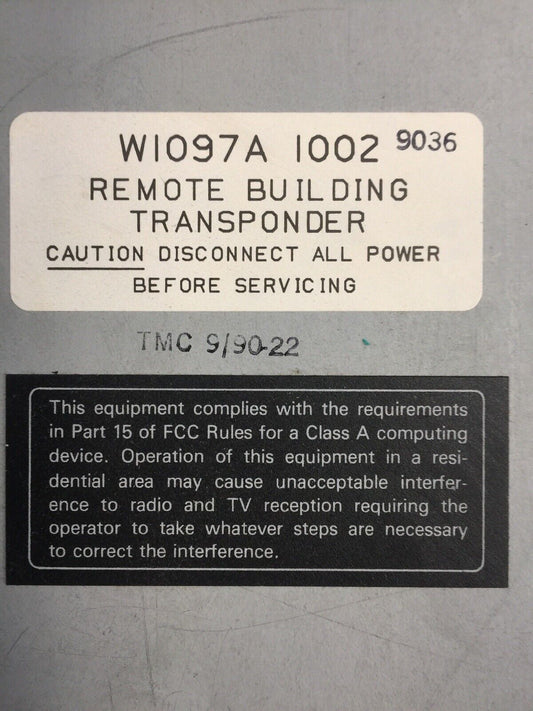 W1097A 1002 9036
REMOTE BUILDING
TRANSPONDER
CAUTION DISCONNECT ALL POWER
BEFORE SERVICING
TMC 9/90-22
This equipment complies with the requirements
in Part 15 of FCC Rules for a Class A computing
device. Operation of this equipment in a resi-
dential area may cause unacceptable interfer-
ence to radio and TV reception requiring the
operator to take whatever steps are necessary
to correct the interference.